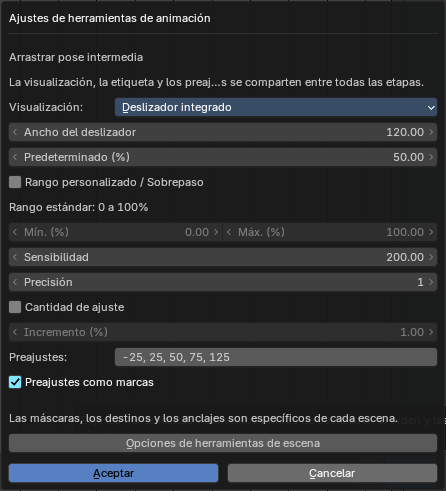 Ajustes de herramientas de animación
Arrastrar pose intermedia
La visualización, la etiqueta y los preaj...s se comparten entre todas las etapas.
Visualización: Deslizador integrado
Ancho del deslizador 120.00
Predeterminado (%) 50.00
Rango personalizado / Sobrepaso
Rango estándar: 0 a 100%
Mín. (%) 0.00 Máx. (%) 100.00
Sensibilidad 200.00
Precisión 1
Cantidad de ajuste
Incremento (%) 1.00
Preajustes: -25, 25, 50, 75, 125
Preajustes como marcas
Las máscaras, los destinos y los anclajes son específicos de cada escena.
Opciones de herramientas de escena
Aceptar Cancelar